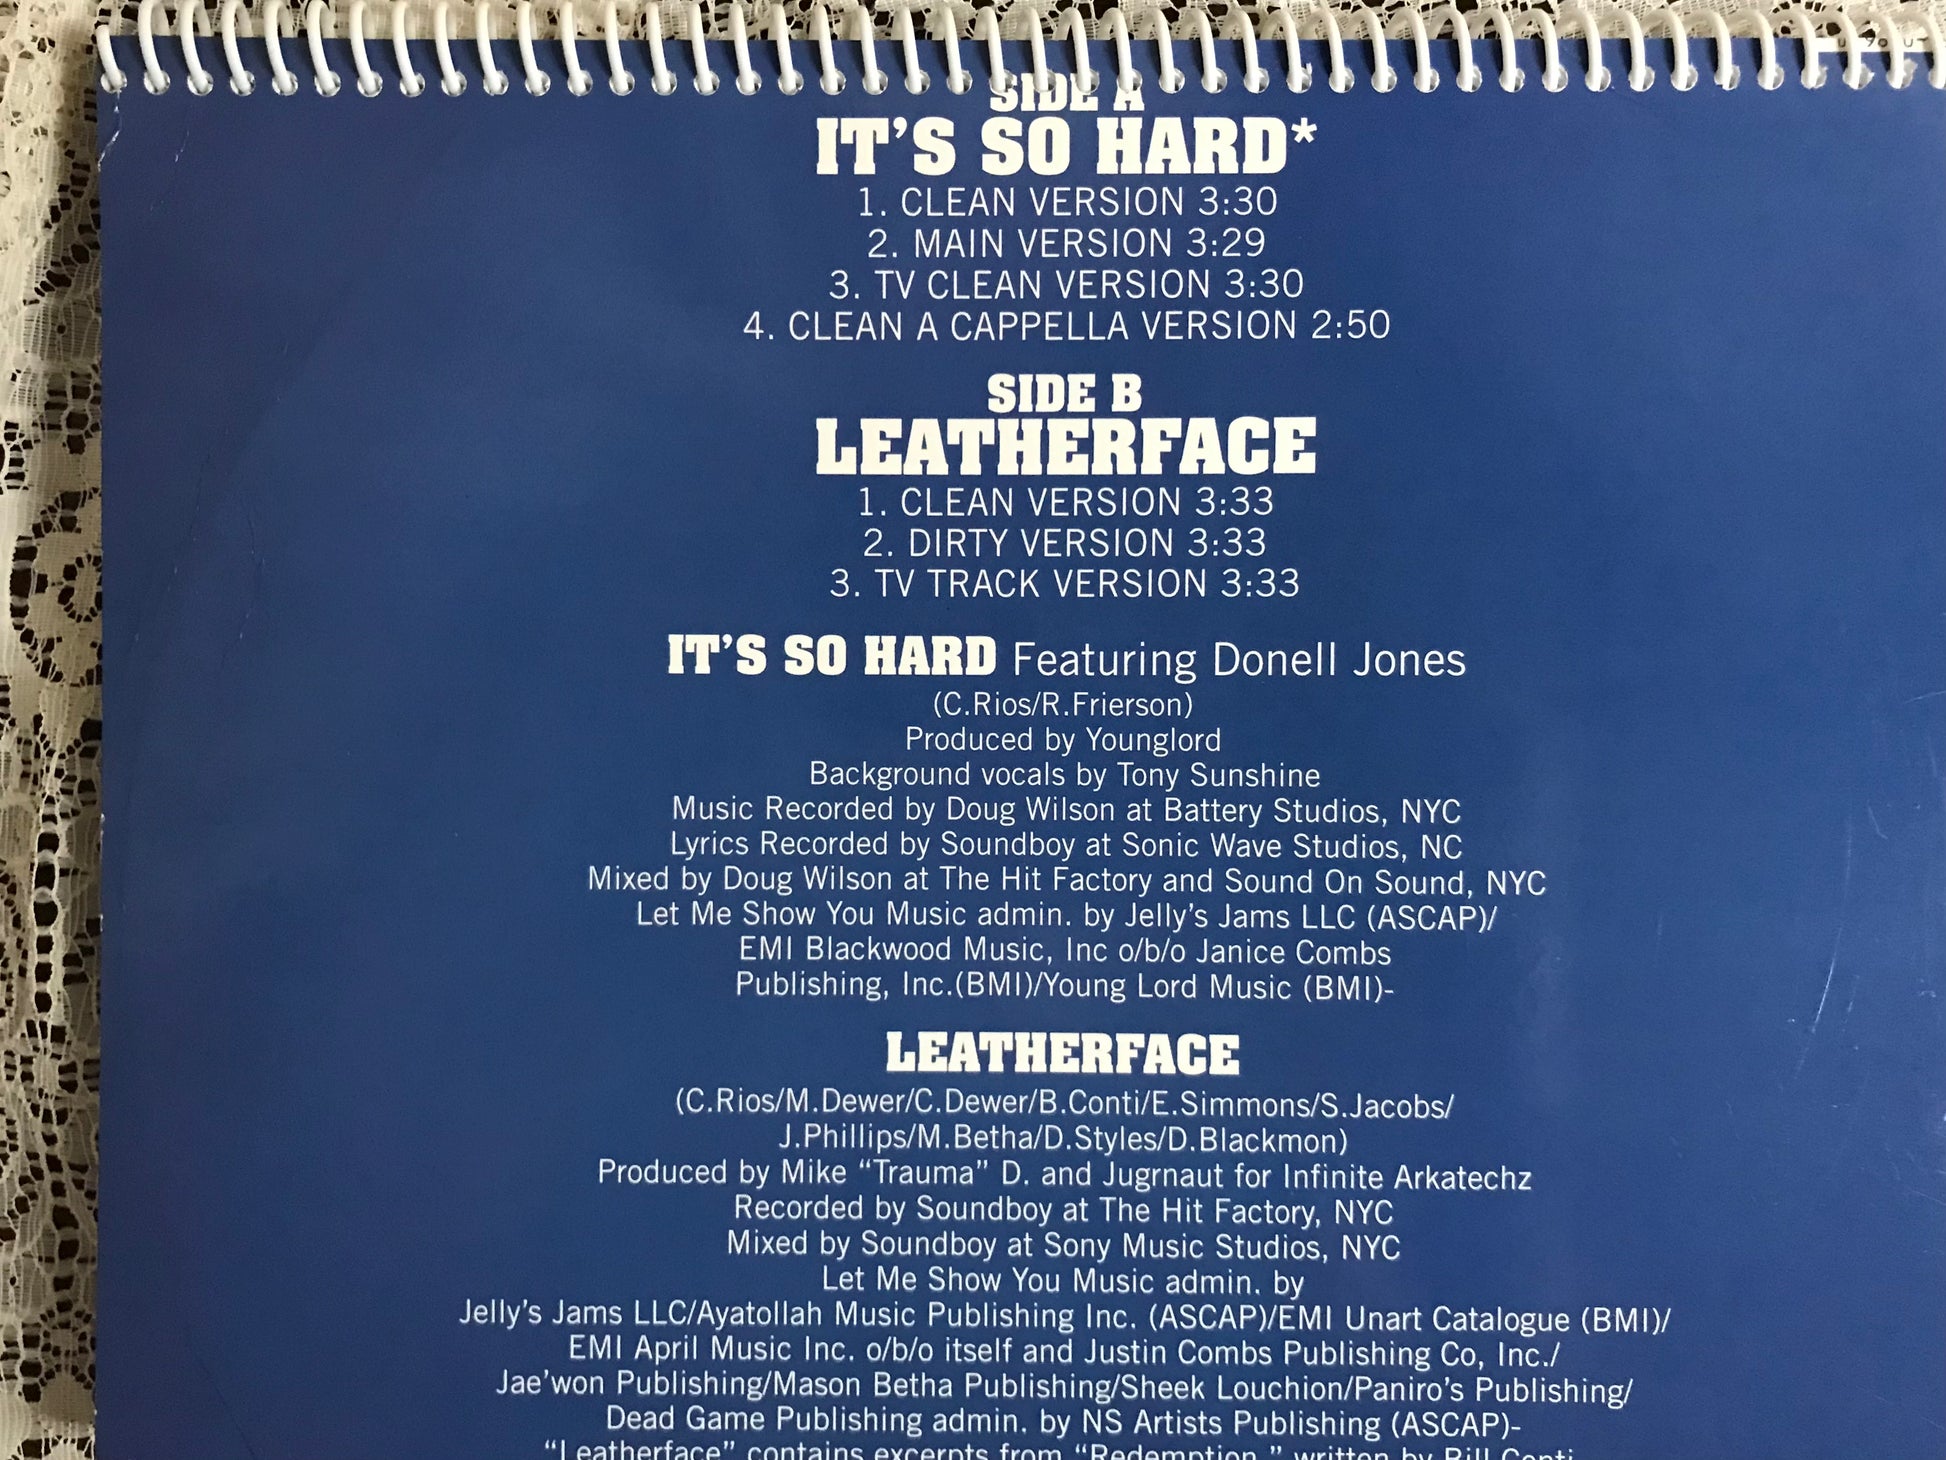 SIDE A
IT'S SO HARD*
1. CLEAN VERSION 3:30
2. MAIN VERSION 3:29
3. TV CLEAN VERSION 3:30
4. CLEAN A CAPPELLA VERSION 2:50
SIDE B
LEATHERFACE
1. CLEAN VERSION 3:33
2. DIRTY VERSION 3:33
3. TV TRACK VERSION 3:33
IT'S SO HARD Featuring Donell Jones
(C.Rios/R.Frierson)
Produced by Younglord
Background vocals by Tony Sunshine
Music Recorded by Doug Wilson at Battery Studios, NYC
Lyrics Recorded by Soundboy at Sonic Wave Studios, NC
Mixed by Doug Wilson at The Hit Factory and Sound On Sound, NYC
Let Me Show You Music admin. by Jelly's Jams LLC (ASCAP)/
EMI Blackwood Music, Inc o/b/o Janice Combs
Publishing, Inc.(BMI)/Young Lord Music (BMI)-
LEATHERFACE
(C.Rios/M.Dewer/C.Dewer/B.Conti/E.Simmons/S.Jacobs/
J.Phillips/M.Betha/D.Styles/D.Blackmon)
Produced by Mike “Trauma” D. and Jugrnaut for Infinite Arkatechz
Recorded by Soundboy at The Hit Factory, NYC
Mixed by Soundboy at Sony Music Studios, NYC
Let Me Show You Music admin. by
Jelly's Jams LLC/Ayatollah Music Publishing Inc. (ASCAP)/EMI Unart Catalogue (BMI)/
EMI April Music Inc. o/b/o itself and Justin Combs Publishing Co, Inc./
Jae'won Publishing/Mason Betha Publishing/Sheek Louchion/Paniro's Publishing/
Dead Game Publishing admin. by NS Artists Publishing (ASCAP)-
“Leatherface” contains excerpts from “Redemption,” written by Bill Conti